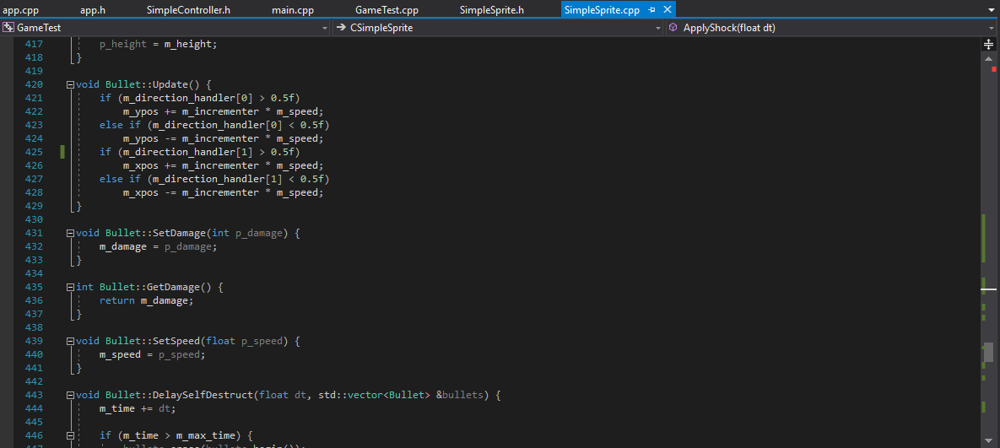 app.cpp app.h SimpleController.h main.cpp GameTest.cpp SimpleSprite.h SimpleSprite.cpp
GameTest CSimpleSprite ApplyShock(float dt)
417 p_height = m_height;
418 }
419
420 void Bullet::Update() {
421 if (m_direction_handler[0] > 0.5f)
422 m_ypos += m_incrementer * m_speed;
423 else if (m_direction_handler[0] < 0.5f)
424 m_ypos -= m_incrementer * m_speed;
425 if (m_direction_handler[1] > 0.5f)
426 m_xpos += m_incrementer * m_speed;
427 else if (m_direction_handler[1] < 0.5f)
428 m_xpos -= m_incrementer * m_speed;
429 }
430
431 void Bullet::SetDamage(int p_damage) {
432 m_damage = p_damage;
433 }
434
435 int Bullet::GetDamage() {
436 return m_damage;
437 }
438
439 void Bullet::SetSpeed(float p_speed) {
440 m_speed = p_speed;
441 }
442
443 void Bullet::DelaySelfDestruct(float dt, std::vector<Bullet> &bullets) {
444 m_time += dt;
445
446 if (m_time > m_max_time) {